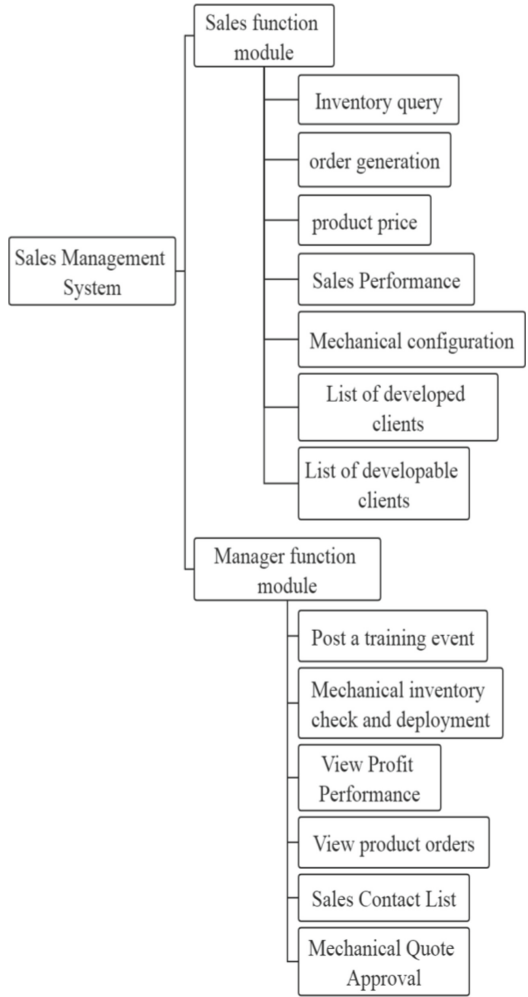 Sales function
module
Inventory query
order generation
product price
Sales Management
System
Sales Performance
Mechanical configuration
List of developed
clients
List of developable
clients
Manager function
module
Post a training event
Mechanical inventory
check and deployment
View Profit
Performance
View product orders
Sales Contact List
Mechanical Quote
Approval